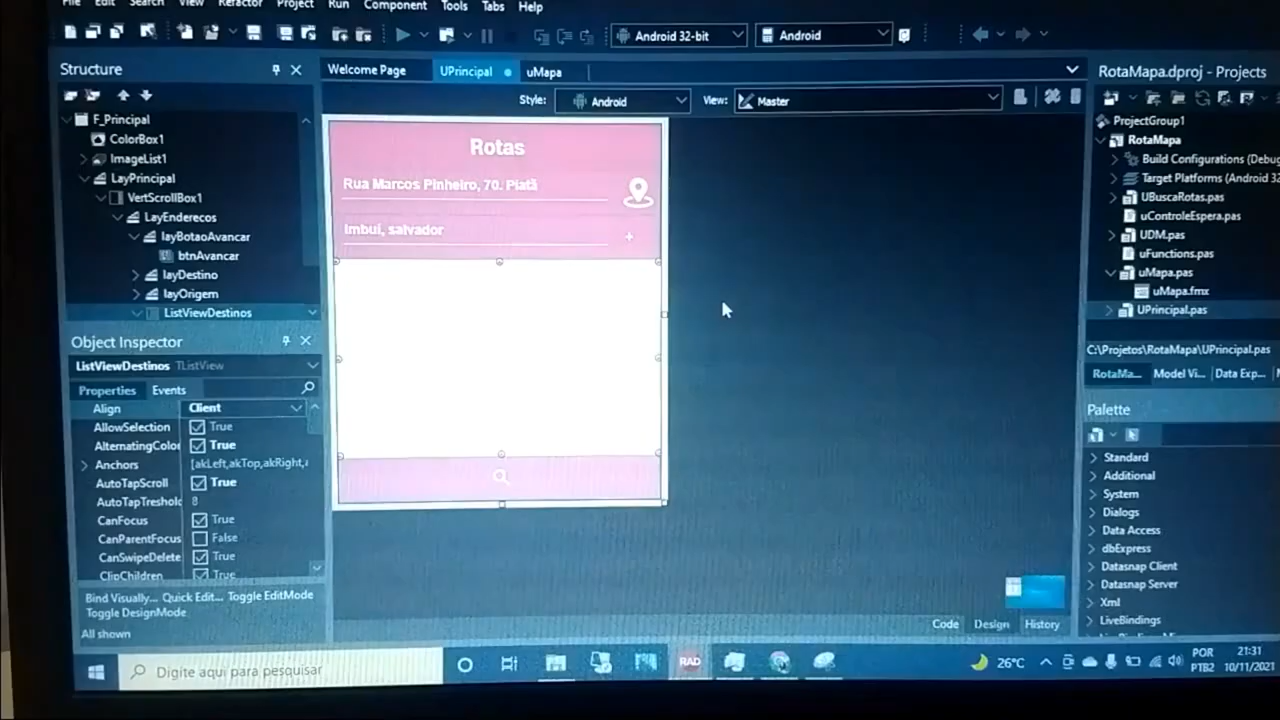 File Edit Search View Refactor Project Run Component Tools Tabs Help
Android 32-bit
Android
Structure
Welcome Page
UPrincipal
uMapa
RotaMapa.dproj - Projects
Style:
Android
View:
Master
F_Principal
ColorBox1
ImageList1
LayPrincipal
VertScrollBox1
LayEnderecos
layBotaoAvancar
btnAvancar
layDestino
layOrigem
ListViewDestinos
Rotas
Rua Marcos Pinheiro, 70. Piatã
Imbuí, salvador
+
ProjectGroup1
RotaMapa
Build Configurations (Debug
Target Platforms (Android 32
UBuscaRotas.pas
uControleEspera.pas
UDM.pas
uFunctions.pas
uMapa.pas
uMapa.fmx
UPrincipal.pas
Object Inspector
ListViewDestinos TListView
Properties Events
Align Client
AllowSelection True
AlternatingColor True
Anchors [akLeft,akTop,akRight,a
AutoTapScroll True
AutoTapTreshold 8
CanFocus True
CanParentFocus False
CanSwipeDelete True
ClipChildren True
Bind Visually... Quick Edit... Toggle EditMode
Toggle DesignMode
All shown
C:\Projetos\RotaMapa\UPrincipal.pas
RotaMa... Model Vi... Data Exp...
Palette
Standard
Additional
System
Dialogs
Data Access
dbExpress
Datasnap Client
Datasnap Server
Xml
LiveBindings
Code Design History
Digite aqui para pesquisar
RAD
26°C
POR
PTB2
21:31
10/11/2021